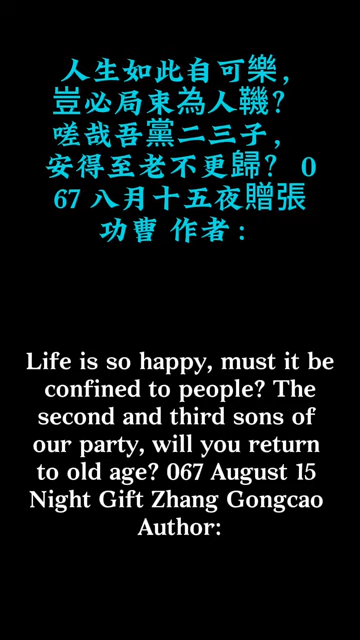 人生如此自可樂，
豈必局束為人鞿？
嗟哉吾黨二三子，
安得至老不更歸？ 0
67 八月十五夜贈張
功曹 作者：
Life is so happy, must it be
confined to people? The
second and third sons of
our party, will you return
to old age? 067 August 15
Night Gift Zhang Gongcao
Author: